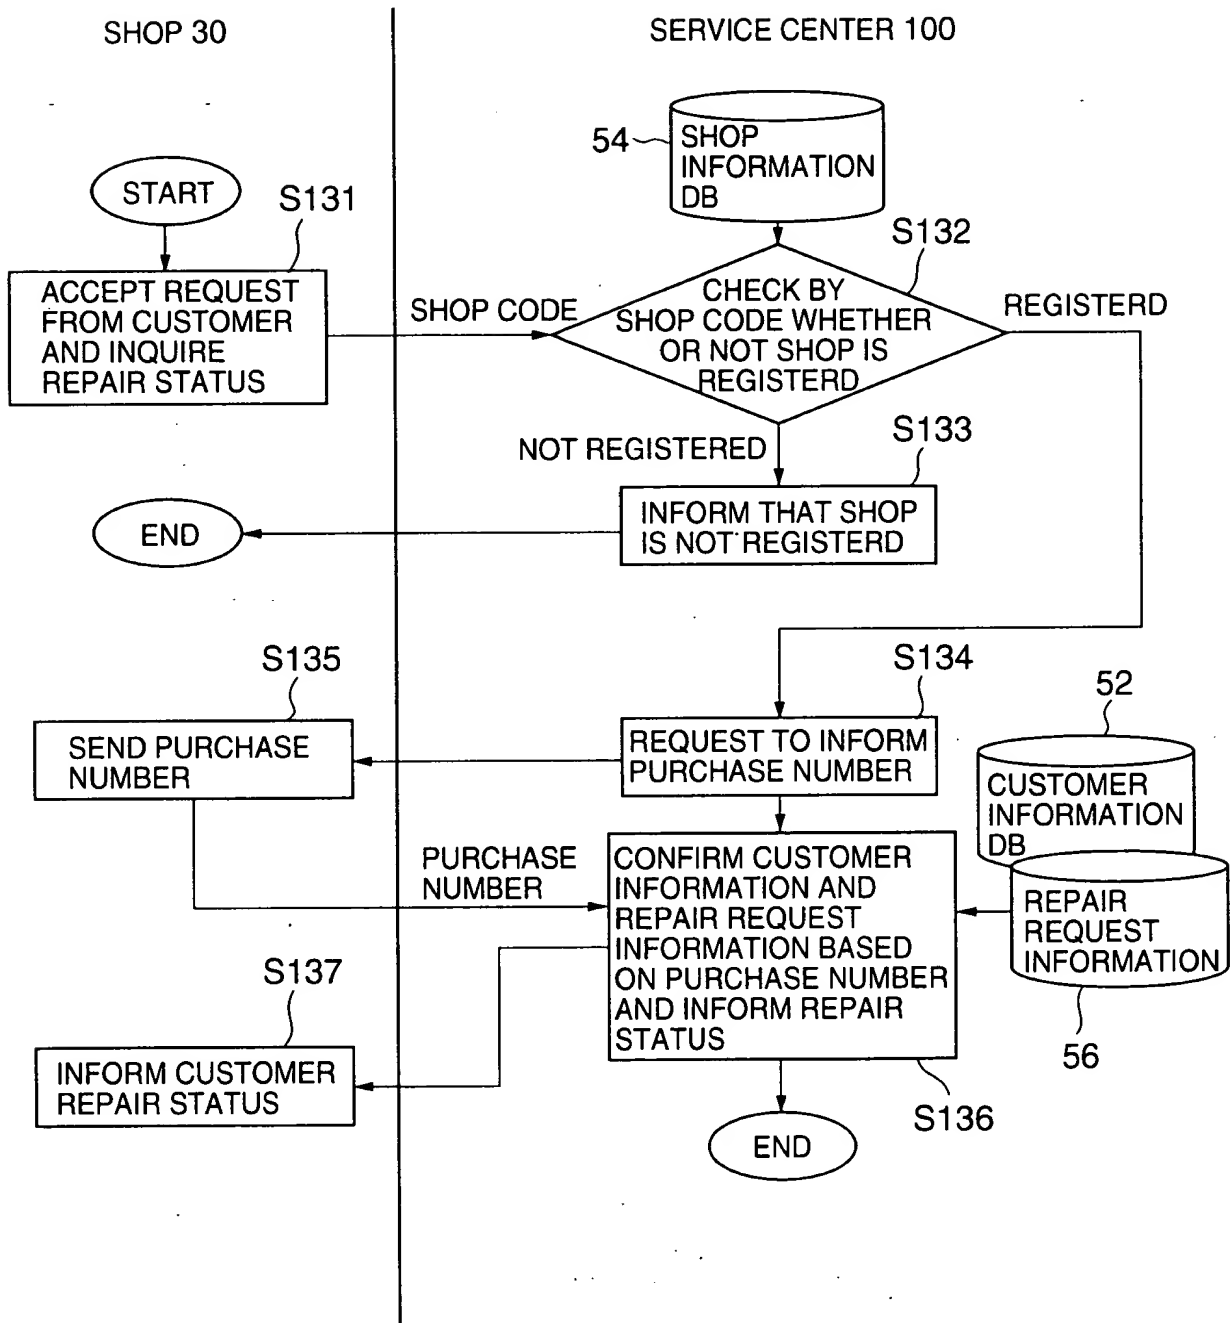 SHOP 30
SERVICE CENTER 100
54
SHOP
INFORMATION
DB
START
S131
S132
ACCEPT REQUEST
FROM CUSTOMER
AND INQUIRE
REPAIR STATUS
SHOP CODE
CHECK BY
SHOP CODE WHETHER
OR NOT SHOP IS
REGISTERD
REGISTERD
NOT REGISTERED
S133
END
INFORM THAT SHOP
IS NOT REGISTERD
S135
S134
52
SEND PURCHASE
NUMBER
REQUEST TO INFORM
PURCHASE NUMBER
CUSTOMER
INFORMATION
DB
PURCHASE
NUMBER
CONFIRM CUSTOMER
INFORMATION AND
REPAIR REQUEST
INFORMATION BASED
ON PURCHASE NUMBER
AND INFORM REPAIR
STATUS
REPAIR
REQUEST
INFORMATION
56
S137
INFORM CUSTOMER
REPAIR STATUS
S136
END